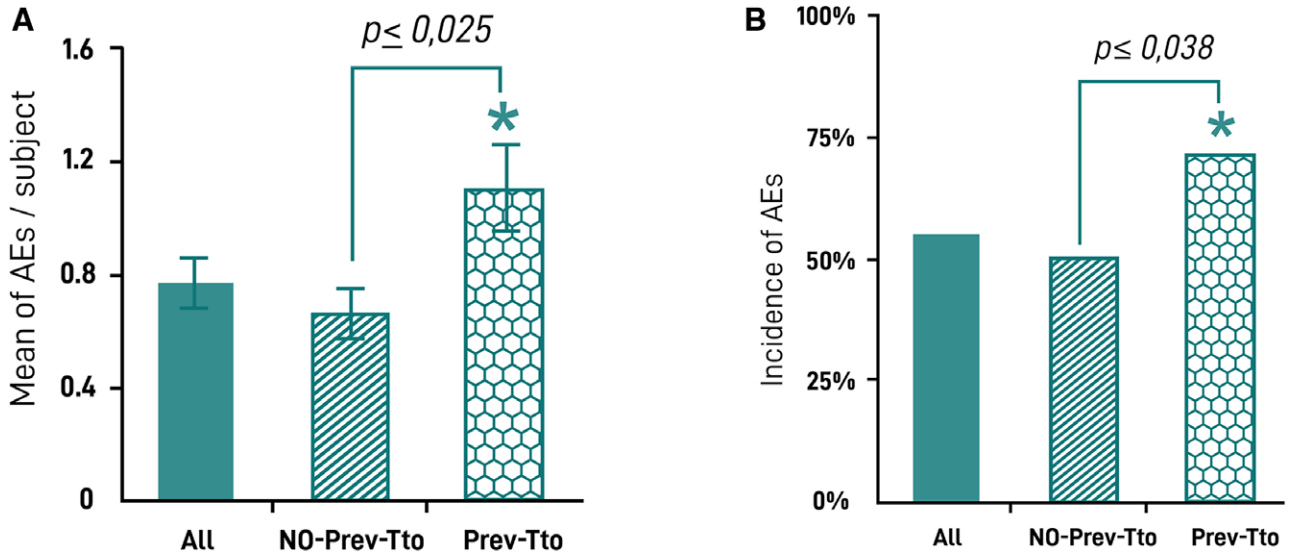 A
p≤ 0,025
1.6
1.2
0.8
0.4
0
Mean of AEs / subject
All
NO-Prev-Tto
Prev-Tto
*
B
p≤ 0,038
100%
75%
50%
25%
0%
Incidence of AEs
All
NO-Prev-Tto
Prev-Tto
*